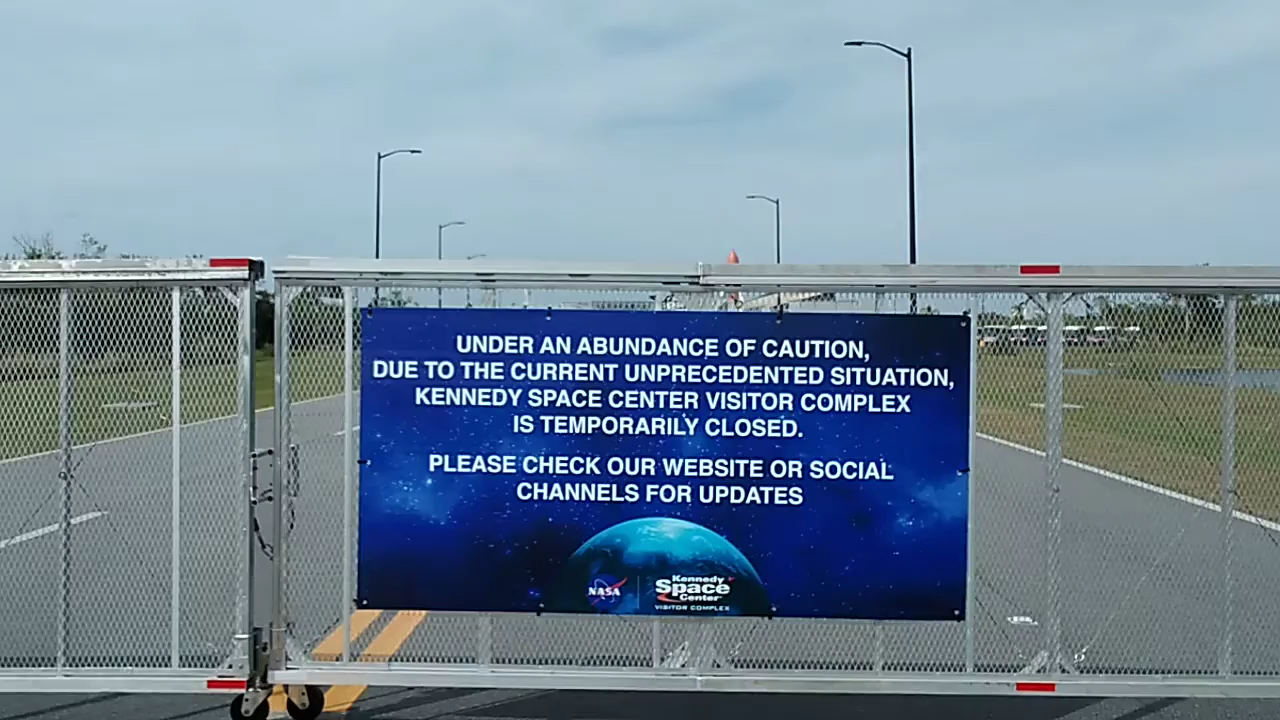 UNDER AN ABUNDANCE OF CAUTION,
DUE TO THE CURRENT UNPRECEDENTED SITUATION,
KENNEDY SPACE CENTER VISITOR COMPLEX
IS TEMPORARILY CLOSED.
PLEASE CHECK OUR WEBSITE OR SOCIAL
CHANNELS FOR UPDATES
NASA
Kennedy
Space
Center
VISITOR COMPLEX